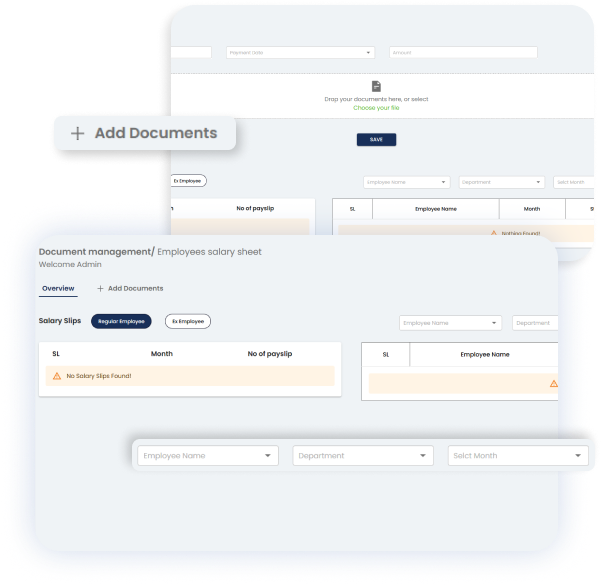 Payment Date
Amount
Drop your documents here, or select
Choose your file
+ Add Documents
SAVE
Ex Employee
Employee Name
Department
Selct Month
No of payslip
SL
Employee Name
Month
Nothing Found!
Document management/ Employees salary sheet
Welcome Admin
Overview
+ Add Documents
Salary Slips
Regular Employee
Ex Employee
Employee Name
Department
SL
Month
No of payslip
SL
Employee Name
No Salary Slips Found!
Employee Name
Department
Selct Month